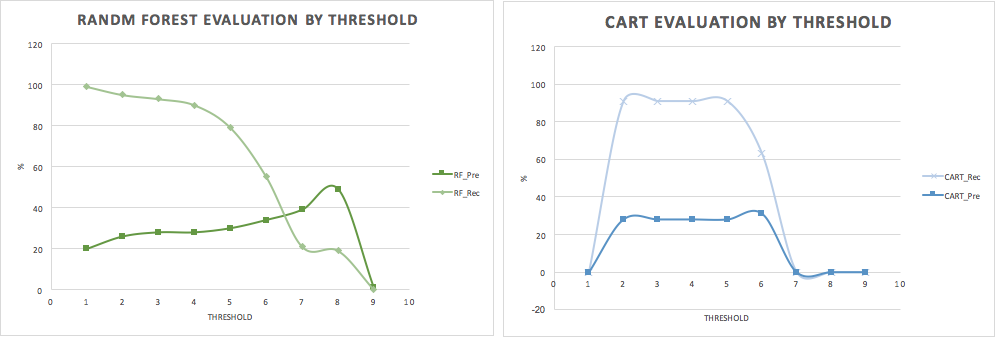 RANDM FOREST EVALUATION BY THRESHOLD
120
100
80
60
40
20
0
%
0 1 2 3 4 5 6 7 8 9 10
THRESHOLD
RF_Pre
RF_Rec
CART EVALUATION BY THRESHOLD
120
100
80
60
40
20
0
-20
%
0 1 2 3 4 5 6 7 8 9 10
THRESHOLD
CART_Rec
CART_Pre